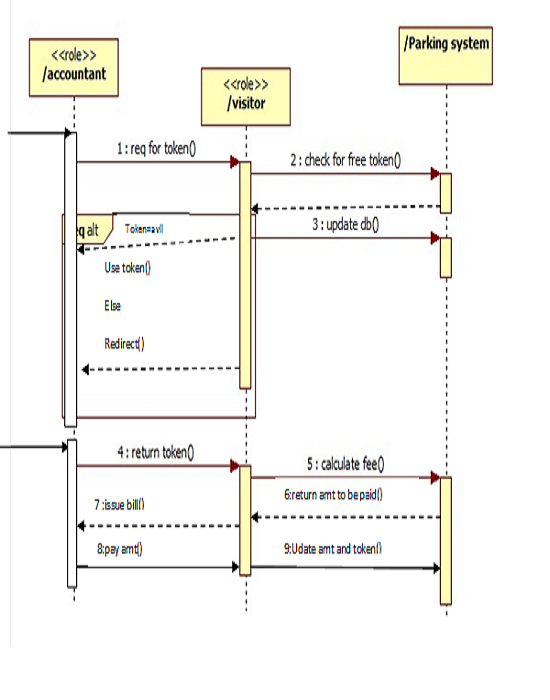 <<role>>
/accountant
<<role>>
/visitor
/Parking system
1 : req for token()
2 : check for free token()
q alt
Token=avll
3 : update db()
Use token()
Else
Redirect()
4 : return token()
5 : calculate fee()
6:return amt to be paid()
7 :issue bill()
8:pay amt()
9:Udate amt and token()